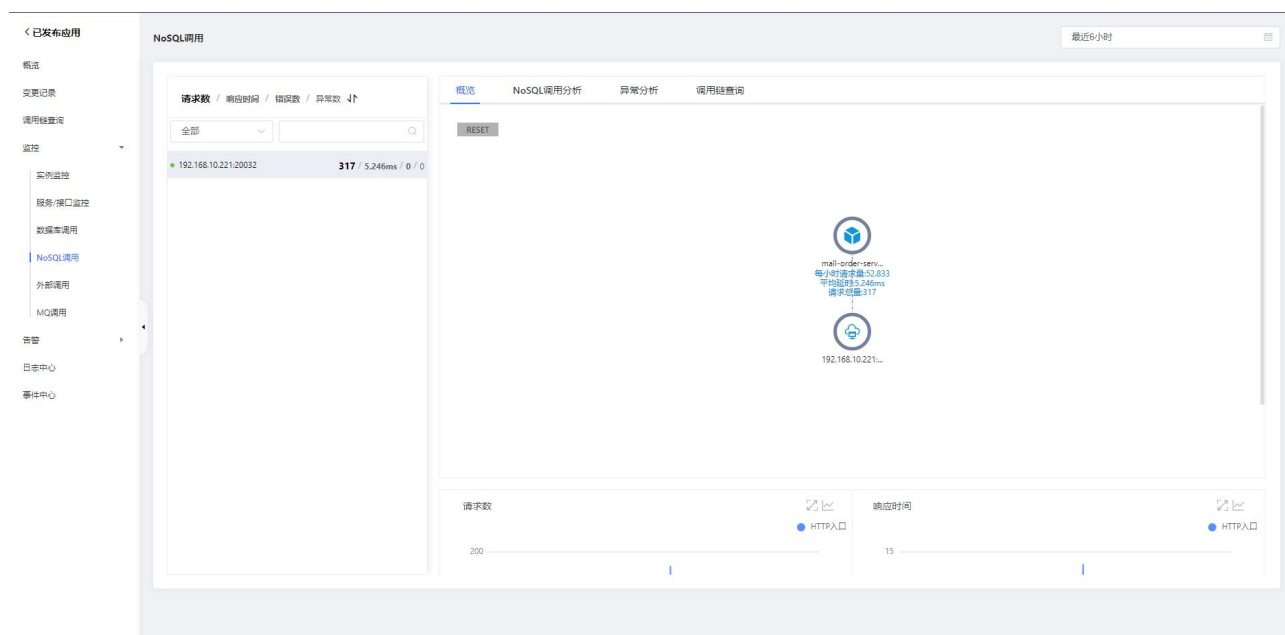 已发布应用
概览
变更记录
调用链查询
监控
实例监控
服务/接口监控
数据库调用
NoSQL调用
外部调用
MQ调用
告警
日志中心
事件中心
NoSQL调用
最近6小时
请求数 / 响应时间 / 错误数 / 异常数
全部
192.168.10.221:20032 317 / 5.246ms / 0 / 0
概览 NoSQL调用分析 异常分析 调用链查询
RESET
mall-order-serv...
每小时请求量:52.833
平均延时:5.246ms
请求总量:317
192.168.10.221:...
请求数
HTTP入口
200
响应时间
HTTP入口
15